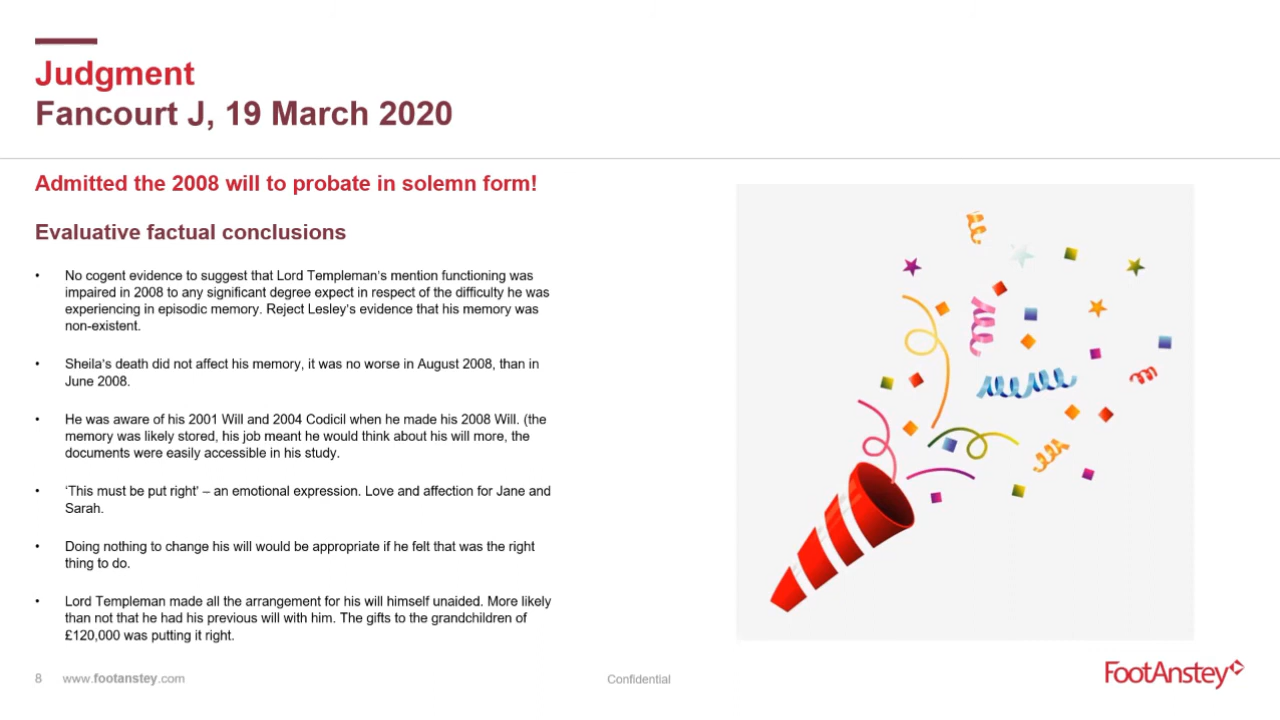 Judgment
Fancourt J, 19 March 2020
Admitted the 2008 will to probate in solemn form!
Evaluative factual conclusions
• No cogent evidence to suggest that Lord Templeman's mention functioning was
impaired in 2008 to any significant degree expect in respect of the difficulty he was
experiencing in episodic memory. Reject Lesley's evidence that his memory was
non-existent.
• Sheila's death did not affect his memory, it was no worse in August 2008, than in
June 2008.
• He was aware of his 2001 Will and 2004 Codicil when he made his 2008 Will. (the
memory was likely stored, his job meant he would think about his will more, the
documents were easily accessible in his study.
• 'This must be put right' – an emotional expression. Love and affection for Jane and
Sarah.
• Doing nothing to change his will would be appropriate if he felt that was the right
thing to do.
• Lord Templeman made all the arrangement for his will himself unaided. More likely
than not that he had his previous will with him. The gifts to the grandchildren of
£120,000 was putting it right.
8 www.footanstey.com
Confidential
FootAnstey